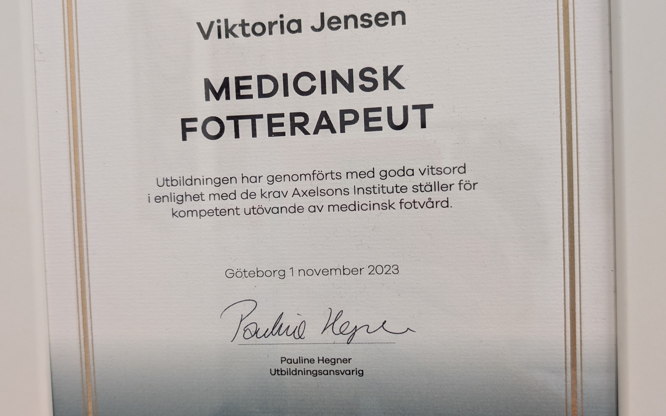 Viktoria Jensen
MEDICINSK
FOTTERAPEUT
Utbildningen har genomförts med goda vitsord
i enlighet med de krav Axelsons Institute ställer för
kompetent utövande av medicinsk fotvård.
Göteborg 1 november 2023
Pauline Hegner
Pauline Hegner
Utbildningsansvarig